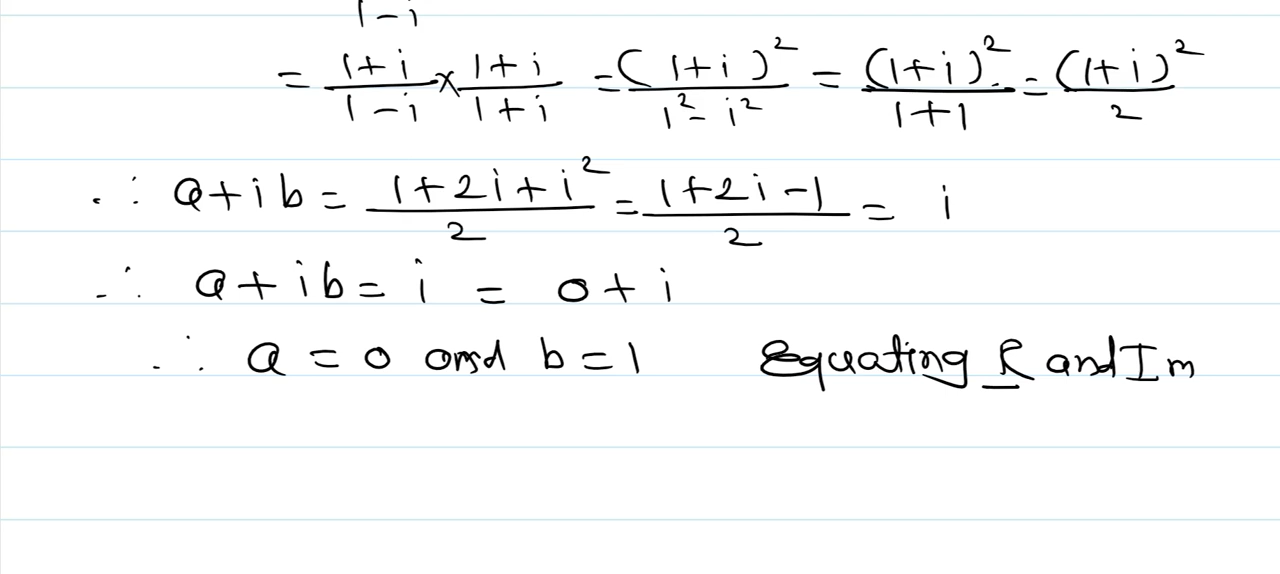 1-i
= 1+i/1-i × 1+i/1+i = (1+i)²/1²-i² = (1+i)²/1+1 = (1+i)²/2
∴ a+ib = 1+2i+i²/2 = 1+2i-1/2 = i
∴ a+ib = i = 0+i
∴ a=0 and b=1 Equating R and Im